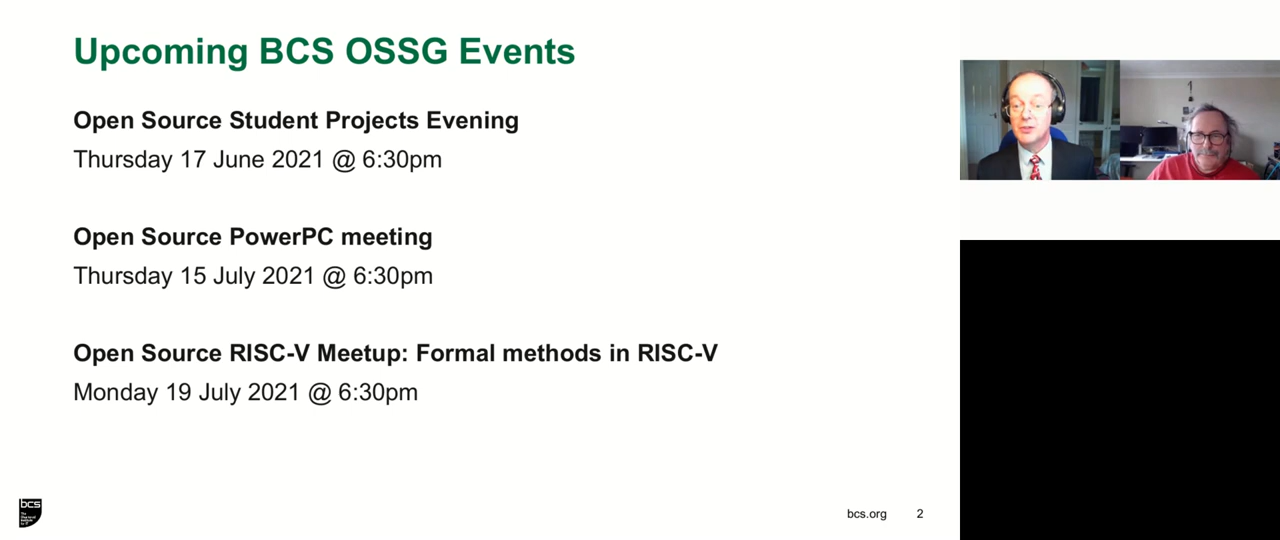 Upcoming BCS OSSG Events
Open Source Student Projects Evening
Thursday 17 June 2021 @ 6:30pm
Open Source PowerPC meeting
Thursday 15 July 2021 @ 6:30pm
Open Source RISC-V Meetup: Formal methods in RISC-V
Monday 19 July 2021 @ 6:30pm
bcs
bcs.org
2